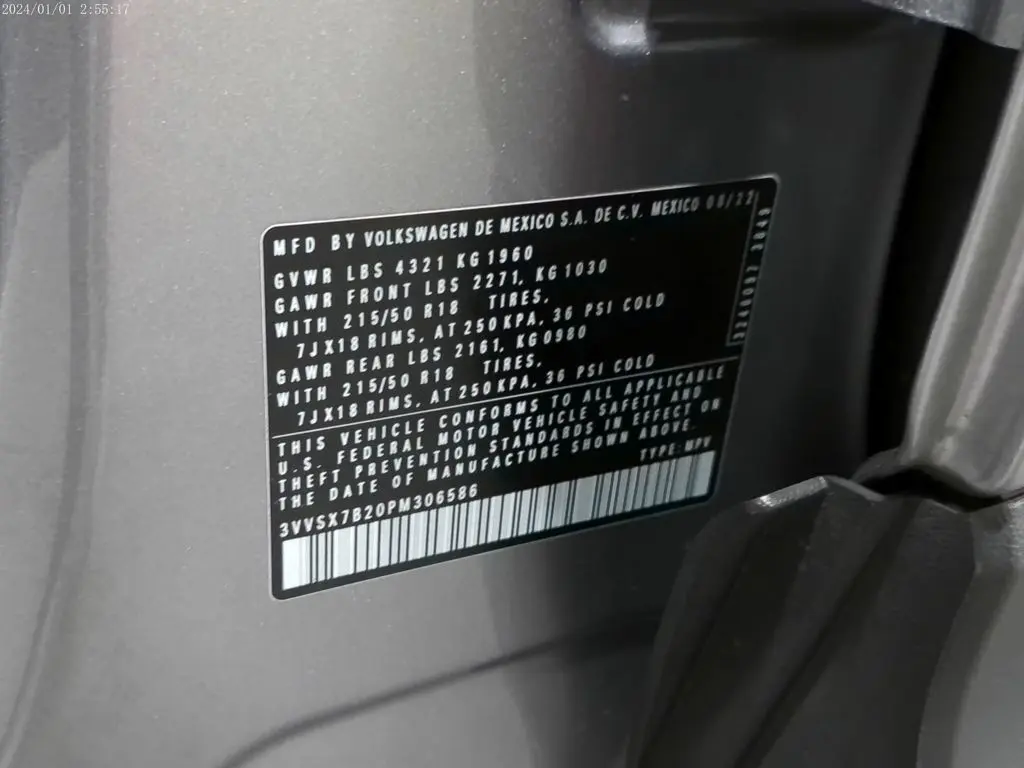 2024/01/01 2:55:17
MFD BY VOLKSWAGEN DE MEXICO S.A. DE C.V. MEXICO 08/22
GVWR LBS 4321 KG 1960
GAWR FRONT LBS 2271, KG 1030
WITH 215/50 R18 TIRES,
7JX18 RIMS, AT 250 KPA, 36 PSI COLD
GAWR REAR LBS 2161, KG 0980
WITH 215/50 R18 TIRES,
7JX18 RIMS, AT 250 KPA, 36 PSI COLD
THIS VEHICLE CONFORMS TO ALL APPLICABLE
U.S. FEDERAL MOTOR VEHICLE SAFETY AND
THEFT PREVENTION STANDARDS IN EFFECT ON
THE DATE OF MANUFACTURE SHOWN ABOVE.
TYPE: MPV
3VVSX7B20PM306586